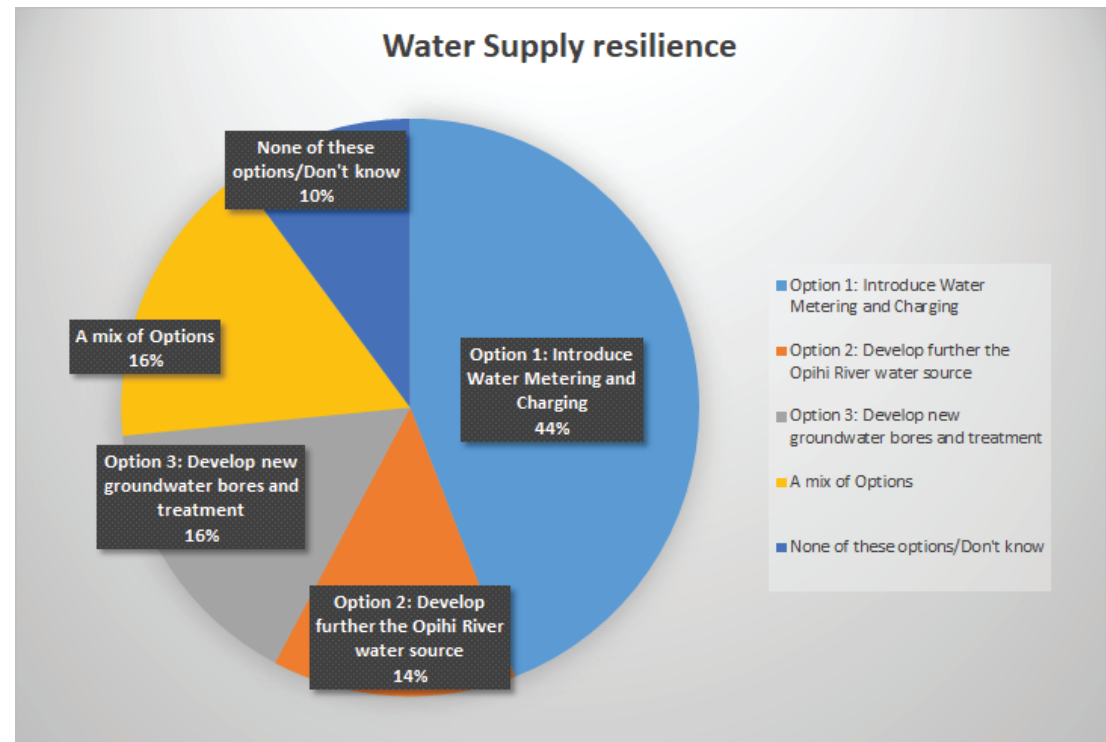 Water Supply resilience
None of these
options/Don't know
10%
A mix of Options
16%
Option 1: Introduce
Water Metering and
Charging
44%
Option 3: Develop new
groundwater bores and
treatment
16%
Option 2: Develop
further the Opihi River
water source
14%
Option 1: Introduce Water
Metering and Charging
Option 2: Develop further the
Opihi River water source
Option 3: Develop new
groundwater bores and treatment
A mix of Options
None of these options/Don't know